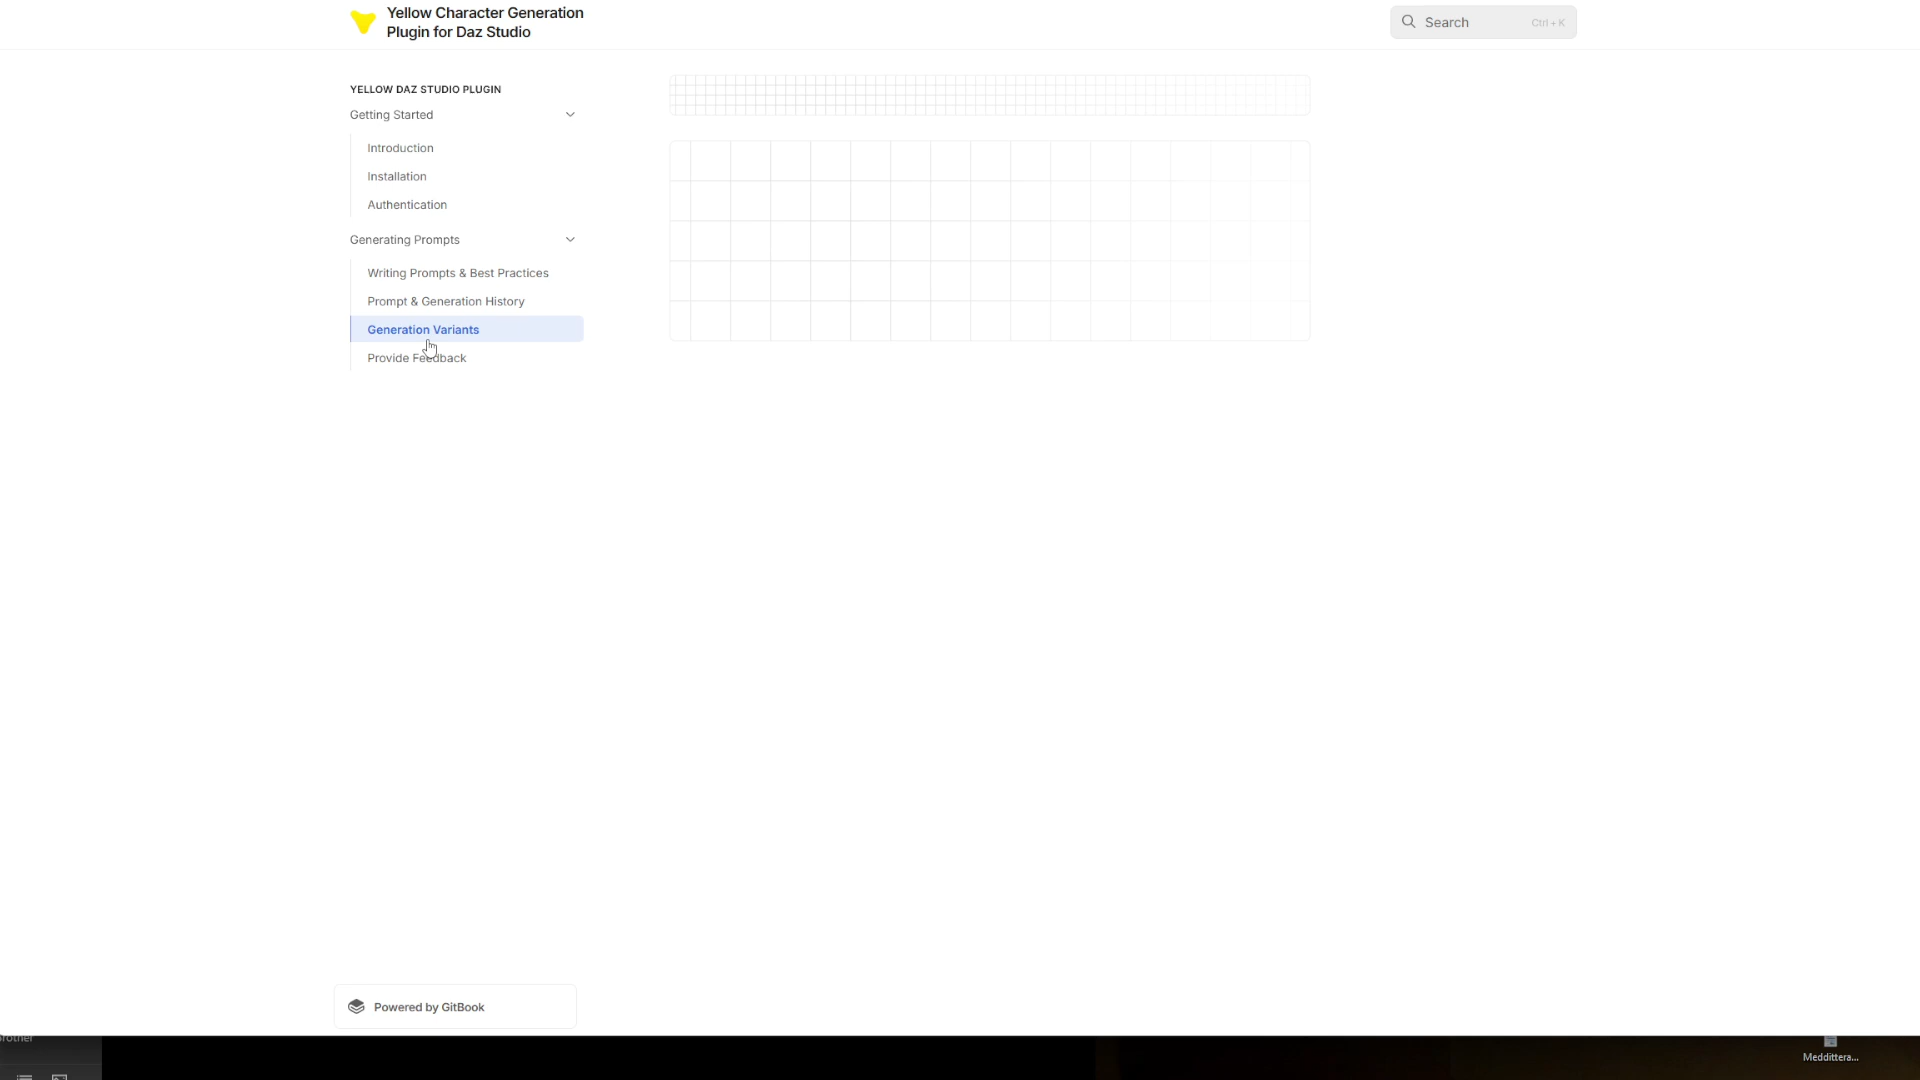 Yellow Character Generation
Plugin for Daz Studio
Search
Ctrl + K
YELLOW DAZ STUDIO PLUGIN
Getting Started
Introduction
Installation
Authentication
Generating Prompts
Writing Prompts & Best Practices
Prompt & Generation History
Generation Variants
Provide Feedback
Powered by GitBook
Meddittera...